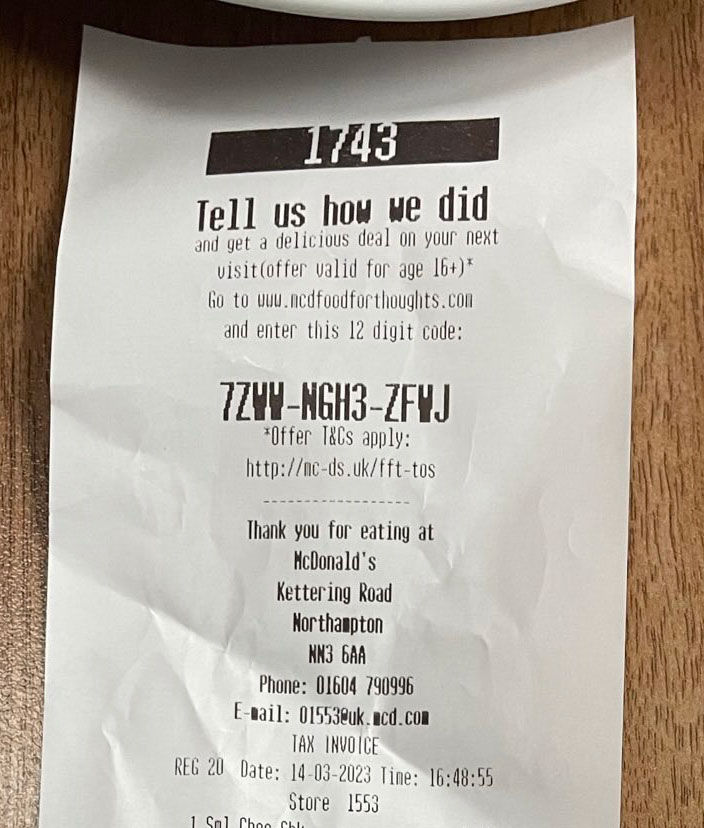 1743
Tell us how we did
and get a delicious deal on your next
visit(offer valid for age 16+)*
Go to www.mcdfoodforthoughts.com
and enter this 12 digit code:
7ZWW-NGH3-ZFWJ
*Offer T&Cs apply:
http://mc-ds.uk/fft-tos
------------------
Thank you for eating at
McDonald's
Kettering Road
Northampton
NN3 6AA
Phone: 01604 790996
E-mail: 01553@uk.mcd.com
TAX INVOICE
REG 20 Date: 14-03-2023 Time: 16:48:55
Store 1553
1 Sml Choc